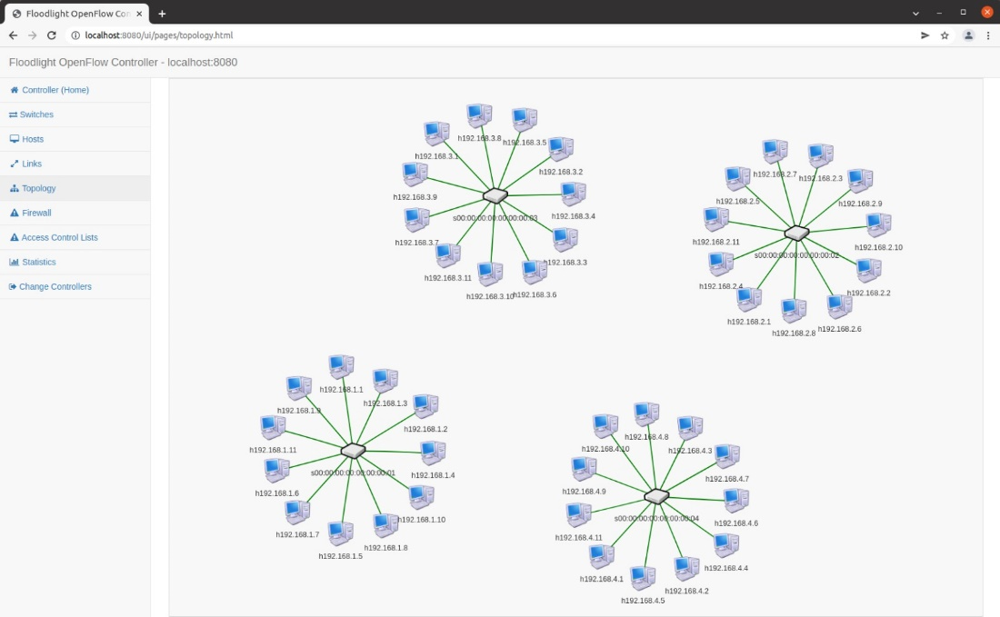 Floodlight OpenFlow Con
localhost:8080/ui/pages/topology.html
Floodlight OpenFlow Controller - localhost:8080
Controller (Home)
Switches
Hosts
Links
Topology
Firewall
Access Control Lists
Statistics
Change Controllers
h192.168.3.8
h192.168.3.5
h192.168.3.1
h192.168.3.2
h192.168.3.9
h192.168.3.4
s00:00:00:00:00:00:00:03
h192.168.3.7
h192.168.3.3
h192.168.3.11
h192.168.3.10
h192.168.3.6
h192.168.2.7
h192.168.2.3
h192.168.2.5
h192.168.2.9
h192.168.2.11
h192.168.2.10
s00:00:00:00:00:00:00:02
h192.168.2.4
h192.168.2.2
h192.168.2.1
h192.168.2.8
h192.168.2.6
h192.168.1.1
h192.168.1.3
h192.168.1.9
h192.168.1.2
h192.168.1.11
h192.168.1.4
s00:00:00:00:00:00:00:01
h192.168.1.6
h192.168.1.10
h192.168.1.7
h192.168.1.5
h192.168.1.8
h192.168.4.8
h192.168.4.10
h192.168.4.3
h192.168.4.7
h192.168.4.9
s00:00:00:00:00:00:00:04
h192.168.4.6
h192.168.4.11
h192.168.4.4
h192.168.4.1
h192.168.4.2
h192.168.4.5